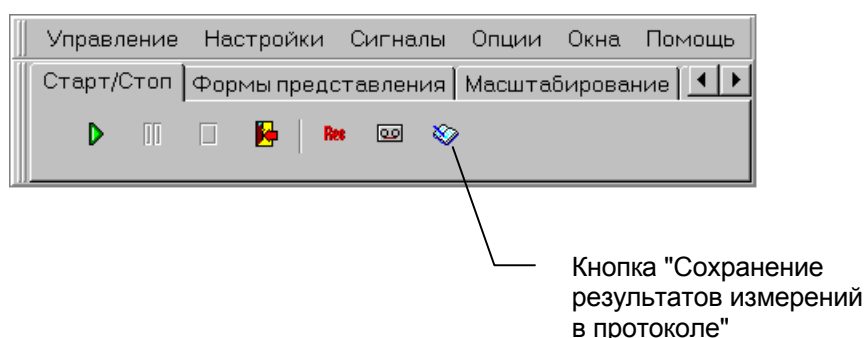 Управление Настройки Сигналы Опции Окна Помощь
Старт/Стоп Формы представления Масштабирование
Rec
Кнопка "Сохранение
результатов измерений
в протоколе"